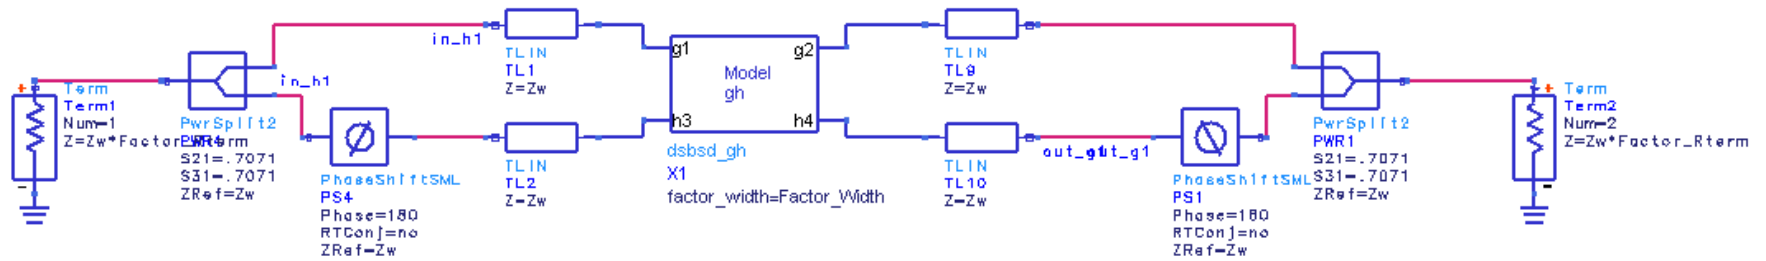 in_h1
in_h1
+
Term
Term1
Num=1
Z=Zw*Factor_Rterm
-
PwrSplit2
S21=.7071
S31=.7071
ZRef=Zw
PhaseShiftSML
PS4
Phase=180
RTConj=no
ZRef=Zw
TLIN
TL1
Z=Zw
TLIN
TL2
Z=Zw
g1
g2
Model
gh
h3
h4
dsbsd_gh
X1
factor_width=Factor_Width
TLIN
TL9
Z=Zw
TLIN
TL10
Z=Zw
out_g1
PhaseShiftSML
PS1
Phase=180
RTConj=no
ZRef=Zw
PwrSplit2
PWR1
S21=.7071
S31=.7071
ZRef=Zw
+
Term
Term2
Num=2
Z=Zw*Factor_Rterm
-